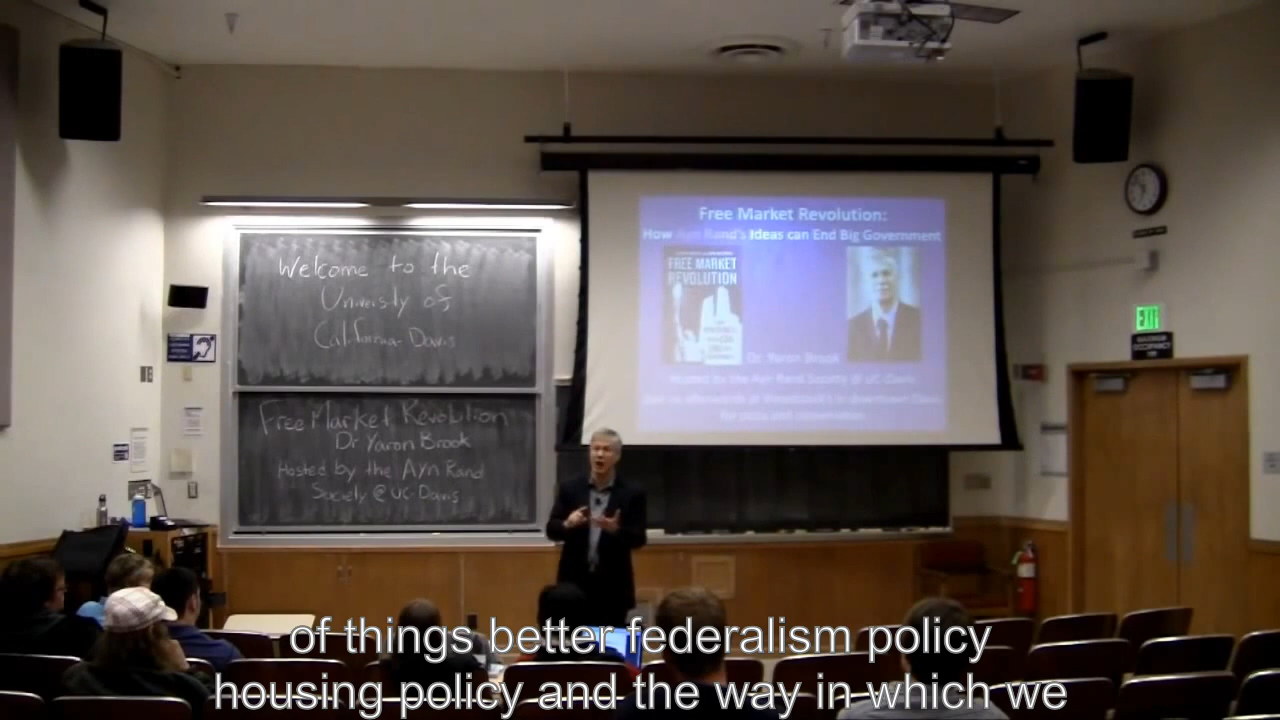 Welcome to the
University of
California-Davis
Free Market Revolution
Dr Yaron Brook
Hosted by the Ayn Rand
Society @ UC-Davis
Free Market Revolution:
How Ayn Rand's Ideas can End Big Government
FREE MARKET
REVOLUTION
Dr. Yaron Brook
Hosted by the Ayn Rand Society @ UC-Davis
EXIT
MAXIMUM
OCCUPANCY
of things better federalism policy
housing policy and the way in which we